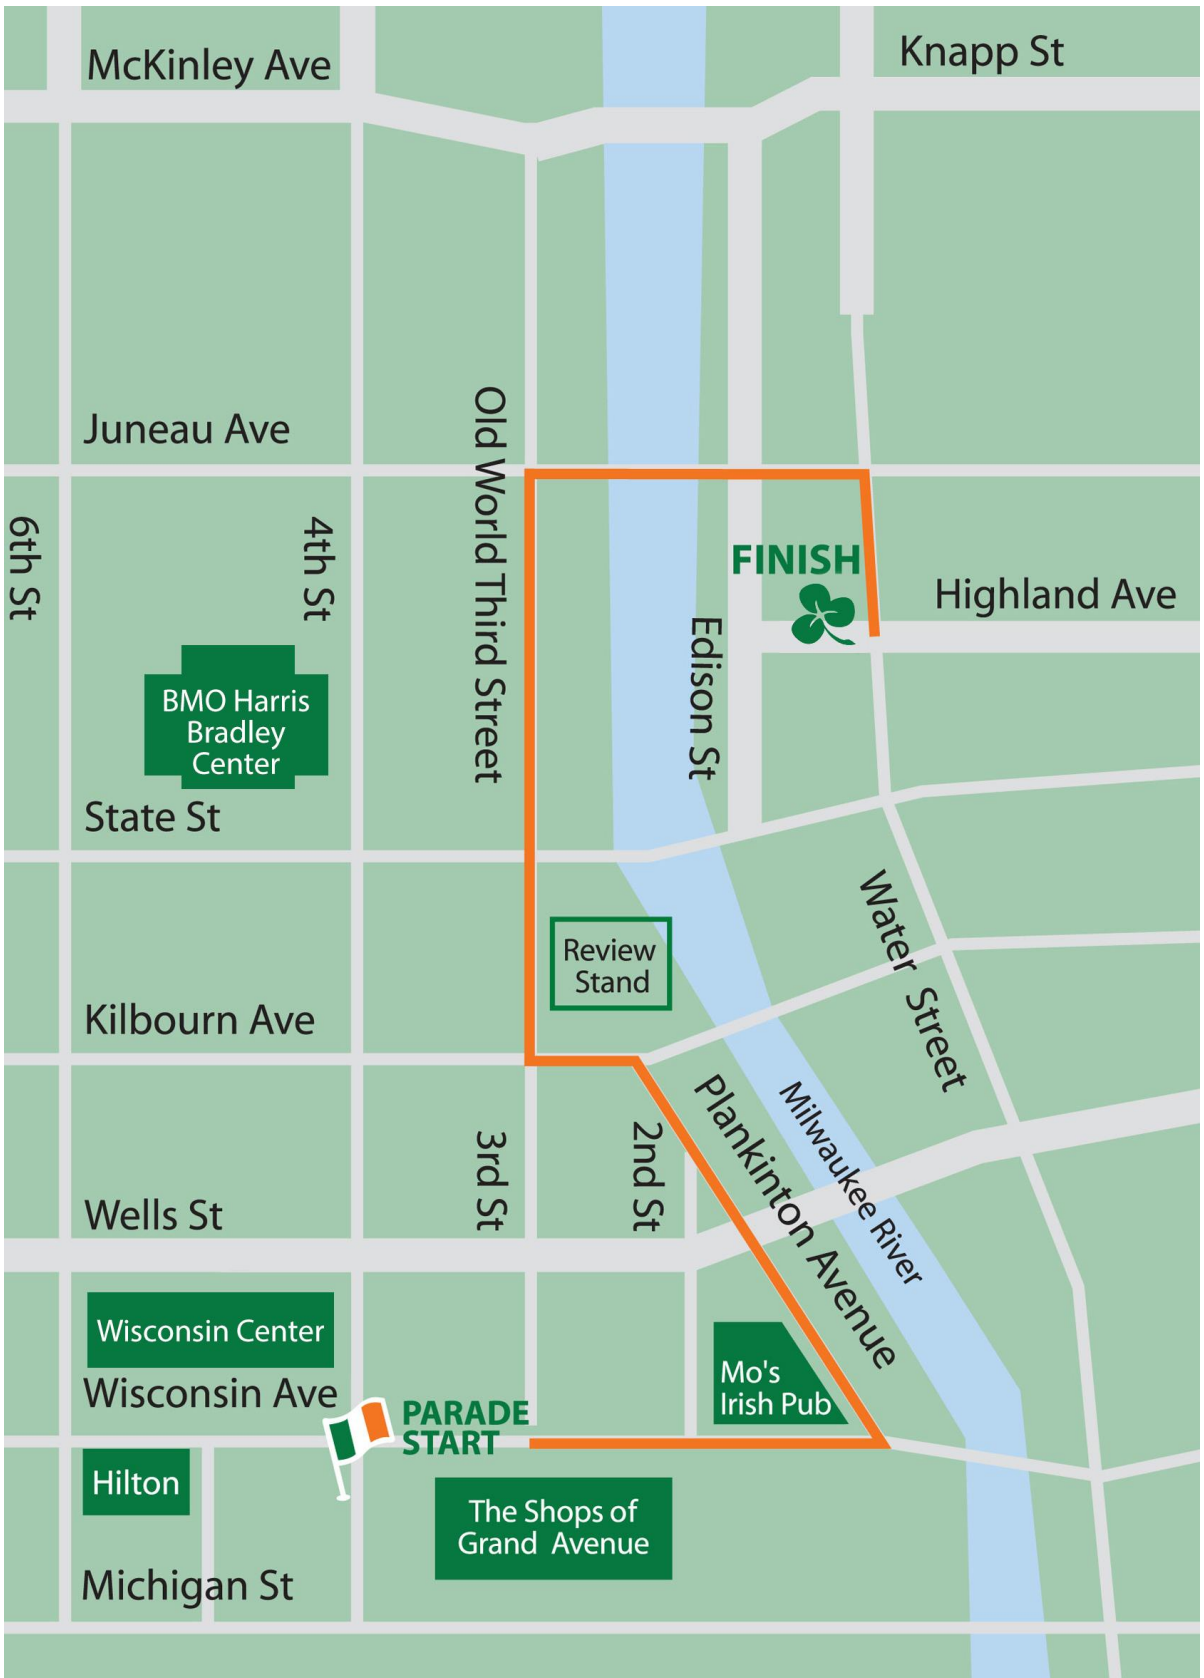 McKinley Ave
Knapp St
Juneau Ave
Old World Third Street
6th St
4th St
FINISH
Highland Ave
Edison St
BMO Harris
Bradley
Center
State St
Water Street
Review
Stand
Kilbourn Ave
Plankinton Avenue
Milwaukee River
3rd St
2nd St
Wells St
Wisconsin Center
Mo's
Irish Pub
Wisconsin Ave
PARADE
START
Hilton
The Shops of
Grand Avenue
Michigan St